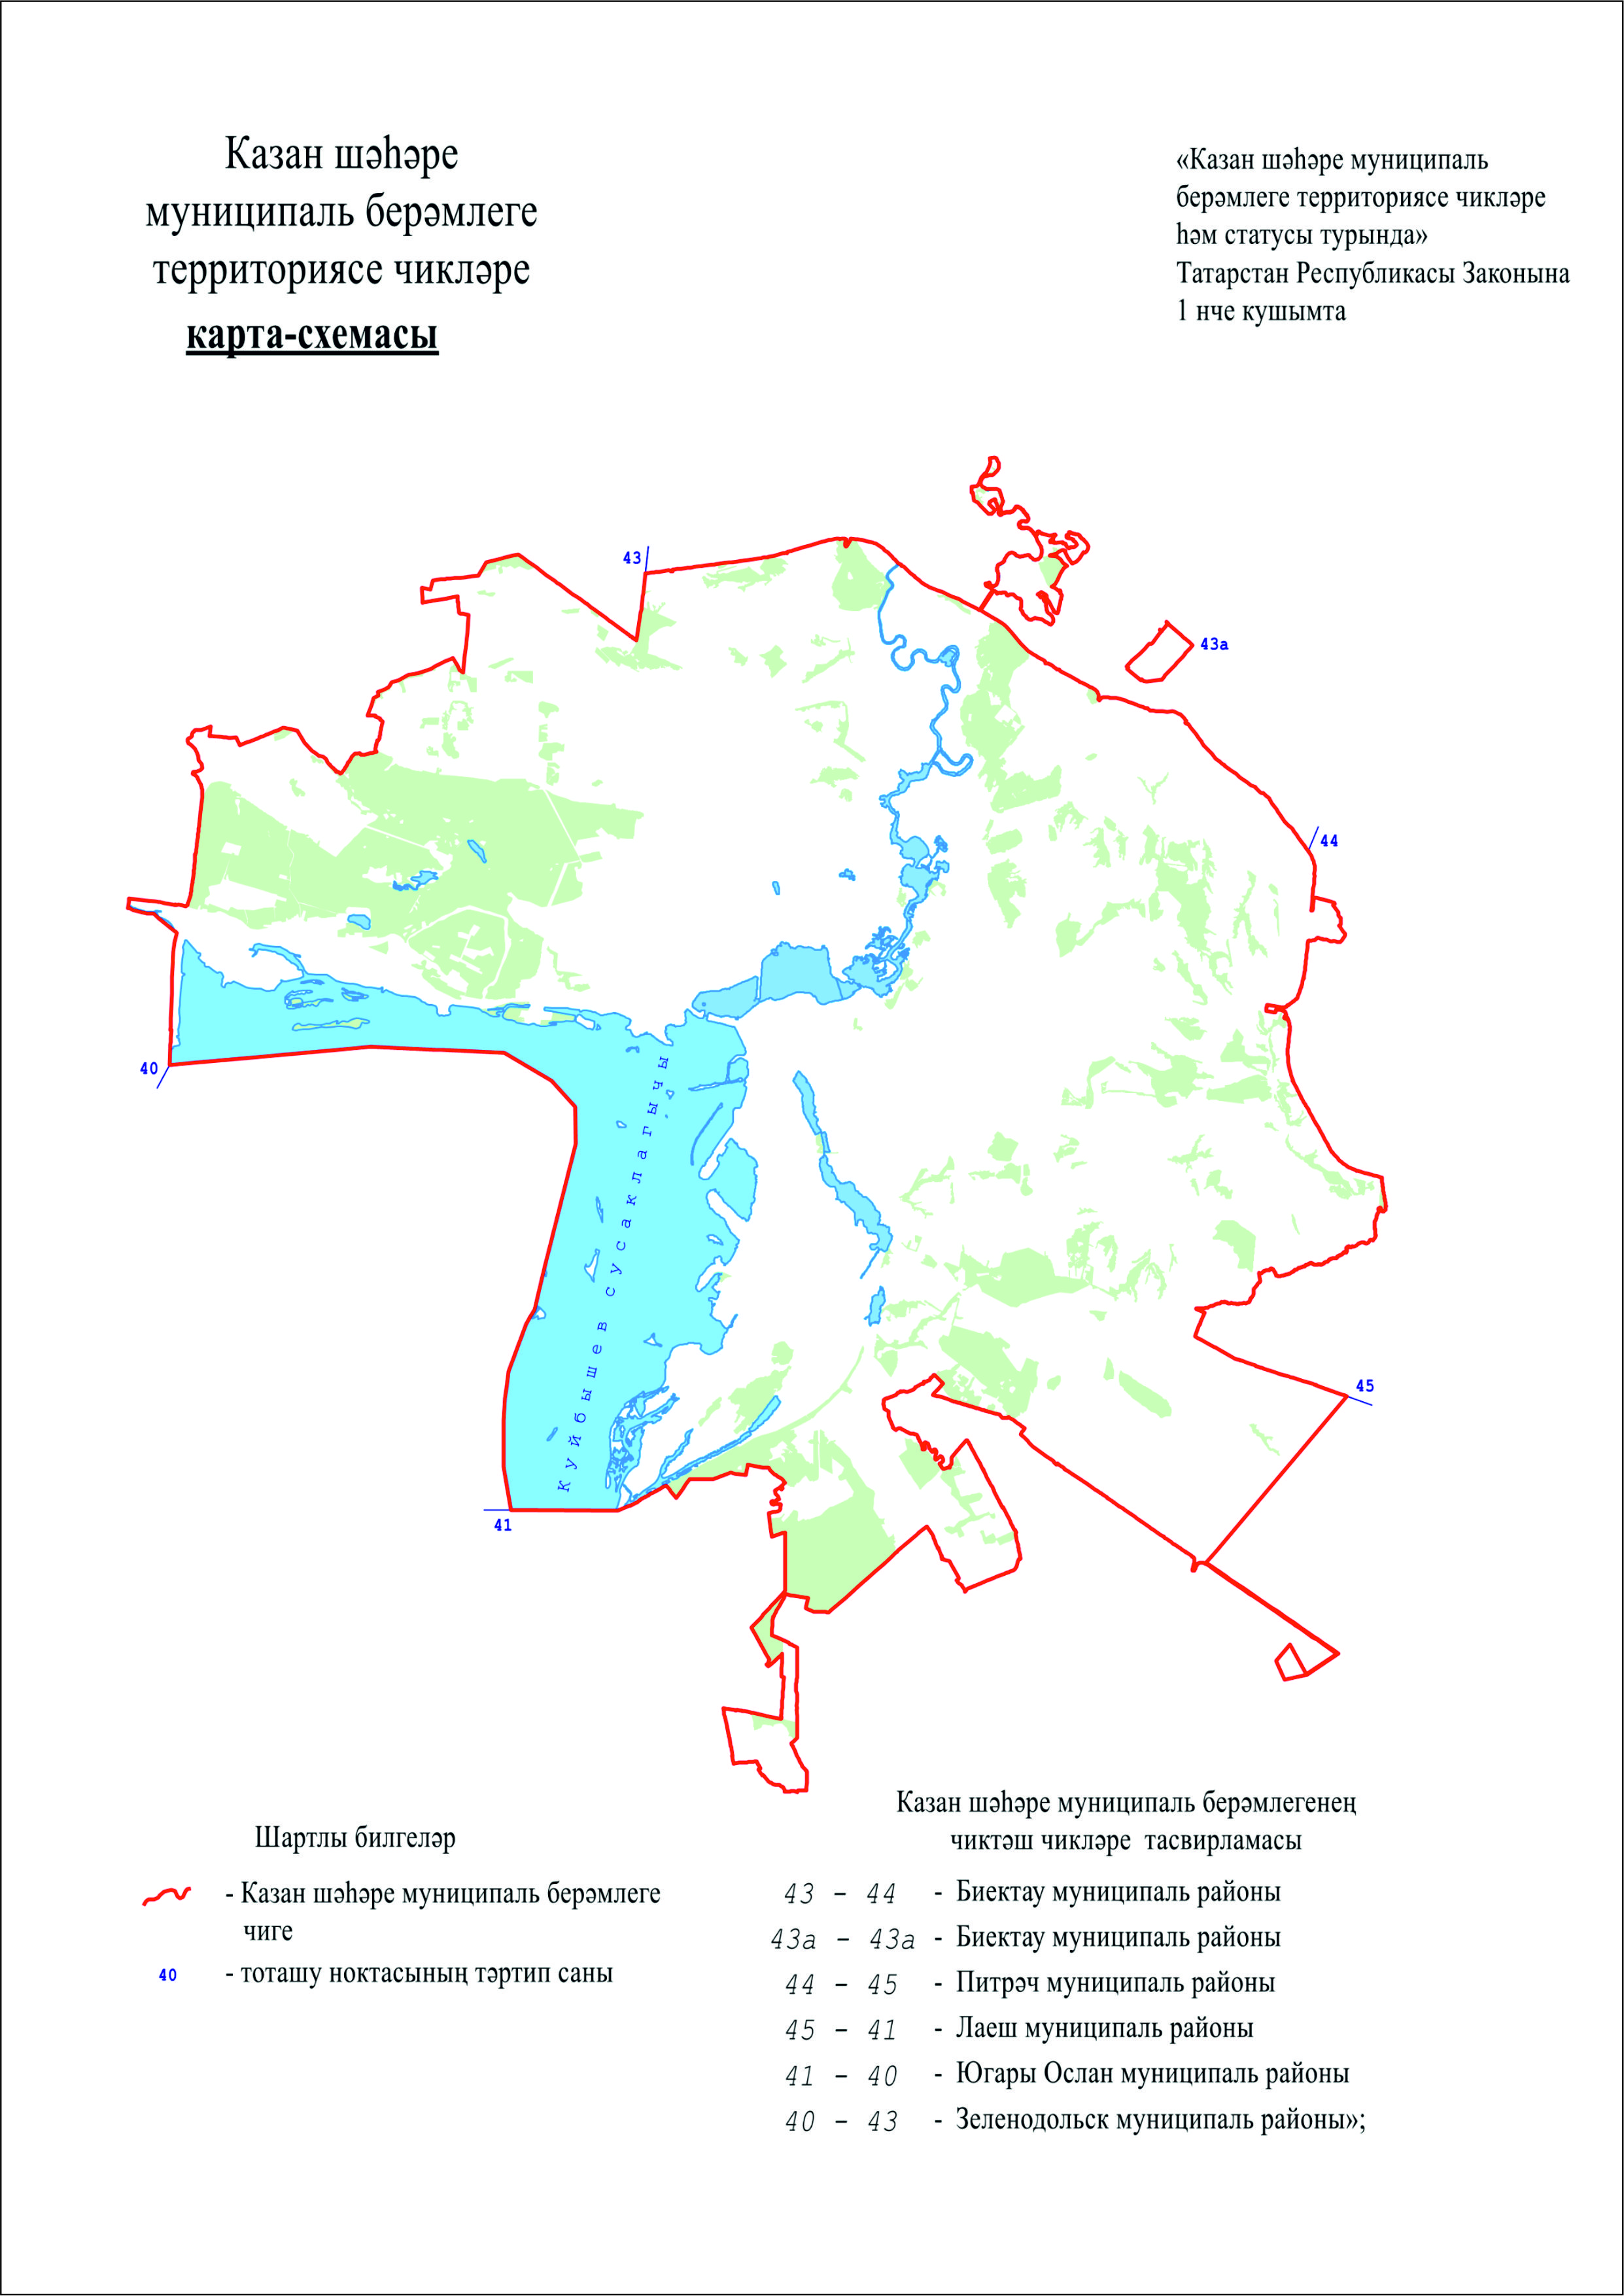 Казан шәһәре
муниципаль берәмлеге
территориясе чикләре
карта-схемасы
«Казан шәһәре муниципаль
берәмлеге территориясе чикләре
һәм статусы турында»
Татарстан Республикасы Законына
1 нче кушымта
43
43а
44
40
Куйбышев сусаклагычы
45
41
Шартлы билгеләр
- Казан шәһәре муниципаль берәмлеге
чиге
40 - тоташу ноктасының тәртип саны
Казан шәһәре муниципаль берәмлегенең
чиктәш чикләре тасвирламасы
43 – 44 - Биектау муниципаль районы
43а – 43а - Биектау муниципаль районы
44 – 45 - Питрәч муниципаль районы
45 – 41 - Лаеш муниципаль районы
41 – 40 - Югары Ослан муниципаль районы
40 – 43 - Зеленодольск муниципаль районы»;